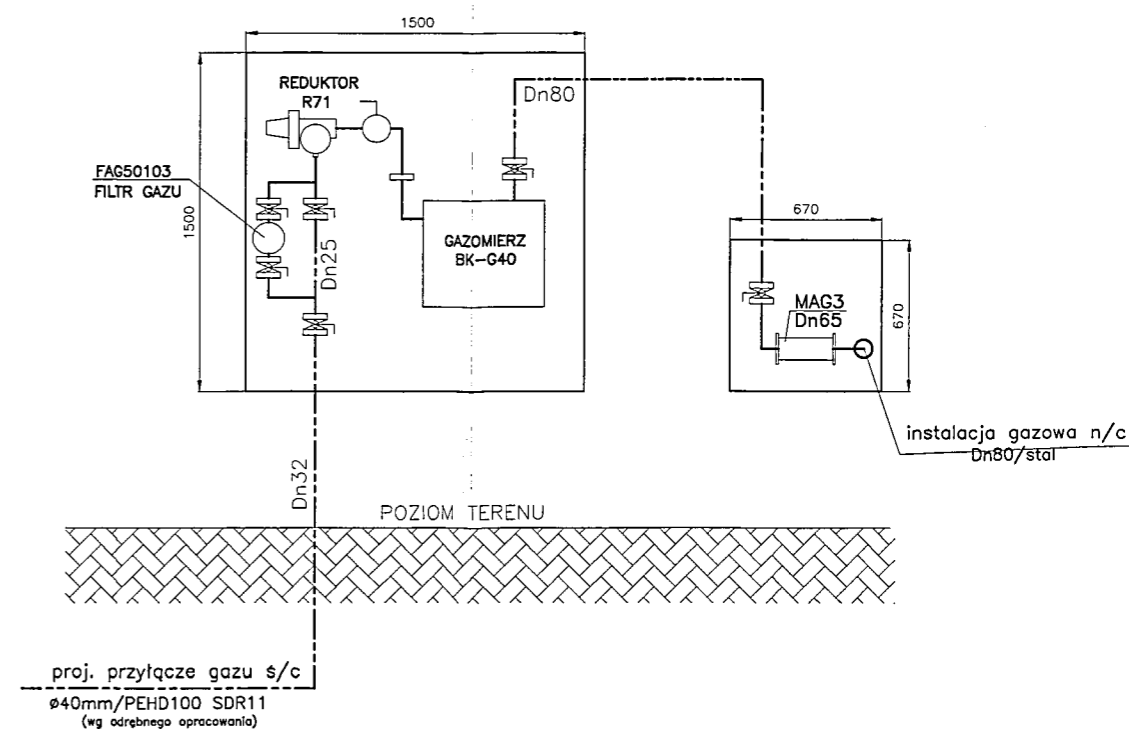 1500
REDUKTOR
R71
Dn80
FAG50103
FILTR GAZU
1500
Dn25
GAZOMIERZ
BK-G40
670
MAG3
Dn65
670
instalacja gazowa n/c
Dn80/stal
Dn32
POZIOM TERENU
proj. przyłącze gazu ś/c
ø40mm/PEHD100 SDR11
(wg odrębnego opracowania)